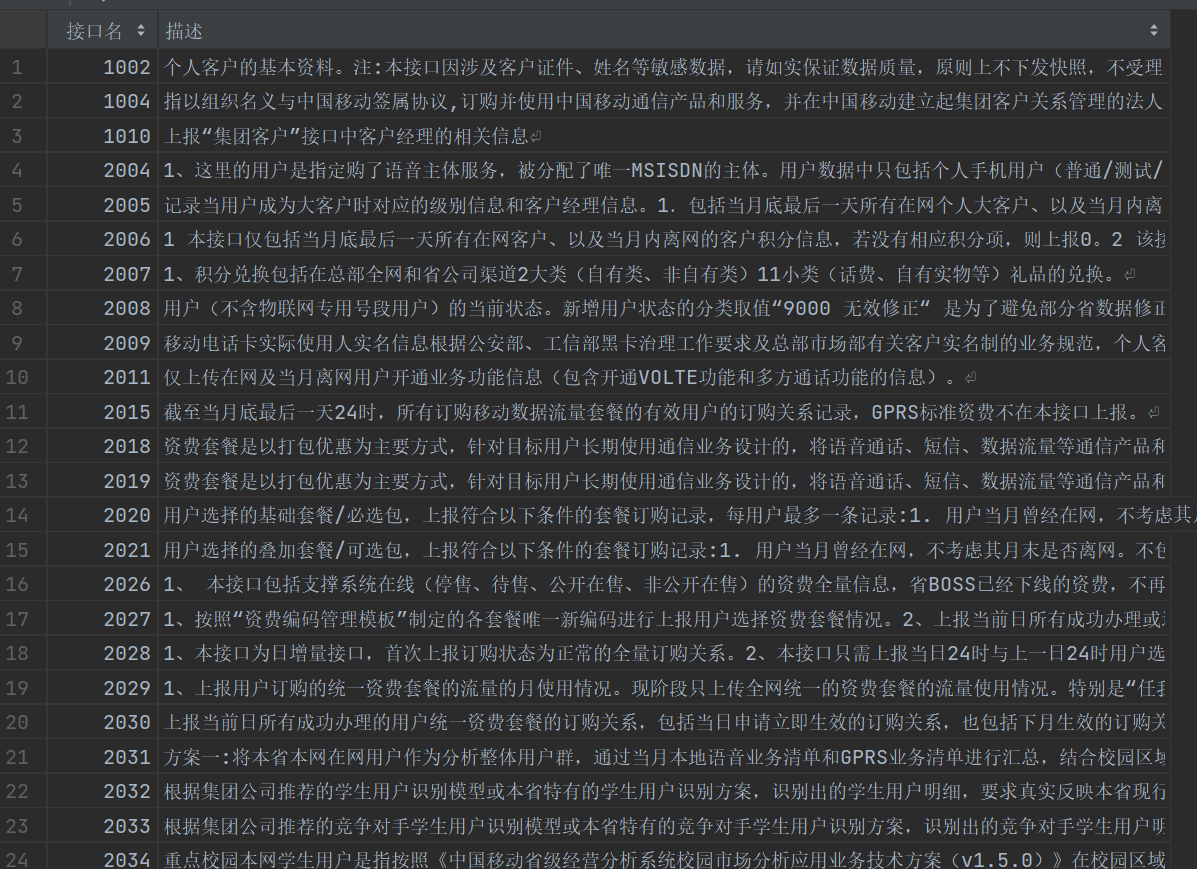 接口名 描述
1 1002 个人客户的基本资料。注:本接口因涉及客户证件、姓名等敏感数据，请如实保证数据质量，原则上不下发快照，不受理
2 1004 指以组织名义与中国移动签属协议,订购并使用中国移动通信产品和服务，并在中国移动建立起集团客户关系管理的法人
3 1010 上报“集团客户”接口中客户经理的相关信息⏎
4 2004 1、这里的用户是指定购了语音主体服务，被分配了唯一MSISDN的主体。用户数据中只包括个人手机用户（普通/测试/
5 2005 记录当用户成为大客户时对应的级别信息和客户经理信息。1. 包括当月底最后一天所有在网个人大客户、以及当月内离
6 2006 1 本接口仅包括当月底最后一天所有在网客户、以及当月内离网的客户积分信息，若没有相应积分项，则上报0。2 该接
7 2007 1、积分兑换包括在总部全网和省公司渠道2大类（自有类、非自有类）11小类（话费、自有实物等）礼品的兑换。⏎
8 2008 用户（不含物联网专用号段用户）的当前状态。新增用户状态的分类取值“9000 无效修正“ 是为了避免部分省数据修正
9 2009 移动电话卡实际使用人实名信息根据公安部、工信部黑卡治理工作要求及总部市场部有关客户实名制的业务规范，个人客
10 2011 仅上传在网及当月离网用户开通业务功能信息（包含开通VOLTE功能和多方通话功能的信息）。⏎
11 2015 截至当月底最后一天24时，所有订购移动数据流量套餐的有效用户的订购关系记录，GPRS标准资费不在本接口上报。⏎
12 2018 资费套餐是以打包优惠为主要方式，针对目标用户长期使用通信业务设计的，将语音通话、短信、数据流量等通信产品和
13 2019 资费套餐是以打包优惠为主要方式，针对目标用户长期使用通信业务设计的，将语音通话、短信、数据流量等通信产品和
14 2020 用户选择的基础套餐/必选包，上报符合以下条件的套餐订购记录，每用户最多一条记录:1. 用户当月曾经在网，不考虑其
15 2021 用户选择的叠加套餐/可选包，上报符合以下条件的套餐订购记录:1. 用户当月曾经在网，不考虑其月末是否离网。不包
16 2026 1、 本接口包括支撑系统在线（停售、待售、公开在售、非公开在售）的资费全量信息，省BOSS已经下线的资费，不再
17 2027 1、按照“资费编码管理模板”制定的各套餐唯一新编码进行上报用户选择资费套餐情况。2、上报当前日所有成功办理或
18 2028 1、本接口为日增量接口，首次上报订购状态为正常的全量订购关系。2、本接口只需上报当日24时与上一日24时用户选
19 2029 1、上报用户订购的统一资费套餐的流量的月使用情况。现阶段只上传全网统一的资费套餐的流量使用情况。特别是“任我
20 2030 上报当前日所有成功办理的用户统一资费套餐的订购关系，包括当日申请立即生效的订购关系，也包括下月生效的订购关
21 2031 方案一:将本省本网在网用户作为分析整体用户群，通过当月本地语音业务清单和GPRS业务清单进行汇总，结合校园区域
22 2032 根据集团公司推荐的学生用户识别模型或本省特有的学生用户识别方案，识别出的学生用户明细，要求真实反映本省现行
23 2033 根据集团公司推荐的竞争对手学生用户识别模型或本省特有的竞争对手学生用户识别方案，识别出的竞争对手学生用户明
24 2034 重点校园本网学生用户是指按照《中国移动省级经营分析系统校园市场分析应用业务技术方案（v1.5.0）》在校园区域